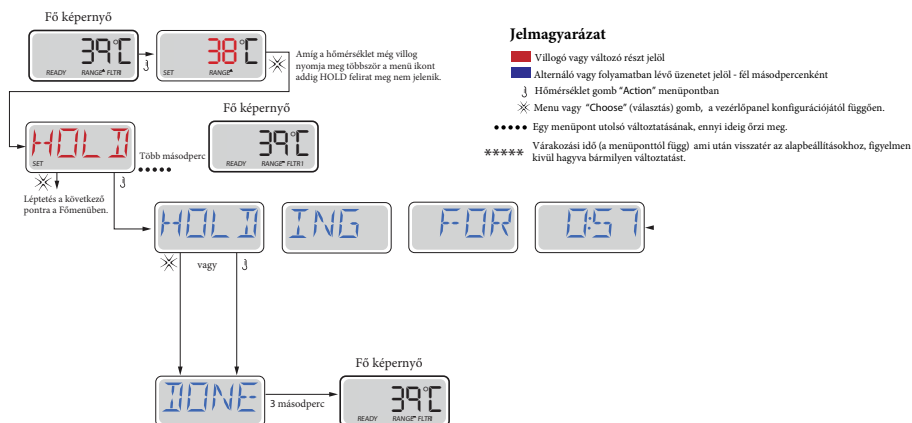 Fő képernyő
39°C
READY RANGE FLTR1
38°C
SET RANGE
Amíg a hőmérséklet még villog
nyomja meg többször a menü ikont
addig HOLD felirat meg nem jelenik.
Jelmagyarázat
Villogó vagy változó részt jelöl
Alternáló vagy folyamatban lévő üzenetet jelöl - fél másodpercenként
Hőmérséklet gomb "Action" menüpontban
Menu vagy "Choose" (választás) gomb, a vezérlőpanel konfigurációjától függően.
••••• Egy menüpont utolsó változtatásának, ennyi ideig őrzi meg.
***** Várakozási idő (a menüponttól függ) ami után visszatér az alapbeállításokhoz, figyelmen
kivül hagyva bármilyen változtatást.
HOLD
SET
Több másodperc
•••••
Fő képernyő
39°C
READY RANGE FLTR1
Léptetés a következő
pontra a Főmenüben.
HOLD
ING
FOR
0:57
vagy
DONE
3 másodperc
Fő képernyő
39°C
READY RANGE FLTR1